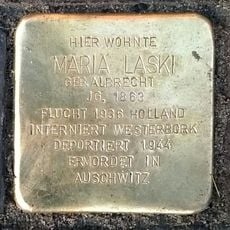 HIER WOHNTE
MARIA LASKI
GEB. ALBRECHT
JG. 1863
FLUCHT 1936 HOLLAND
INTERNIERT WESTERBORK
DEPORTIERT 1944
ERMORDET IN
AUSCHWITZ